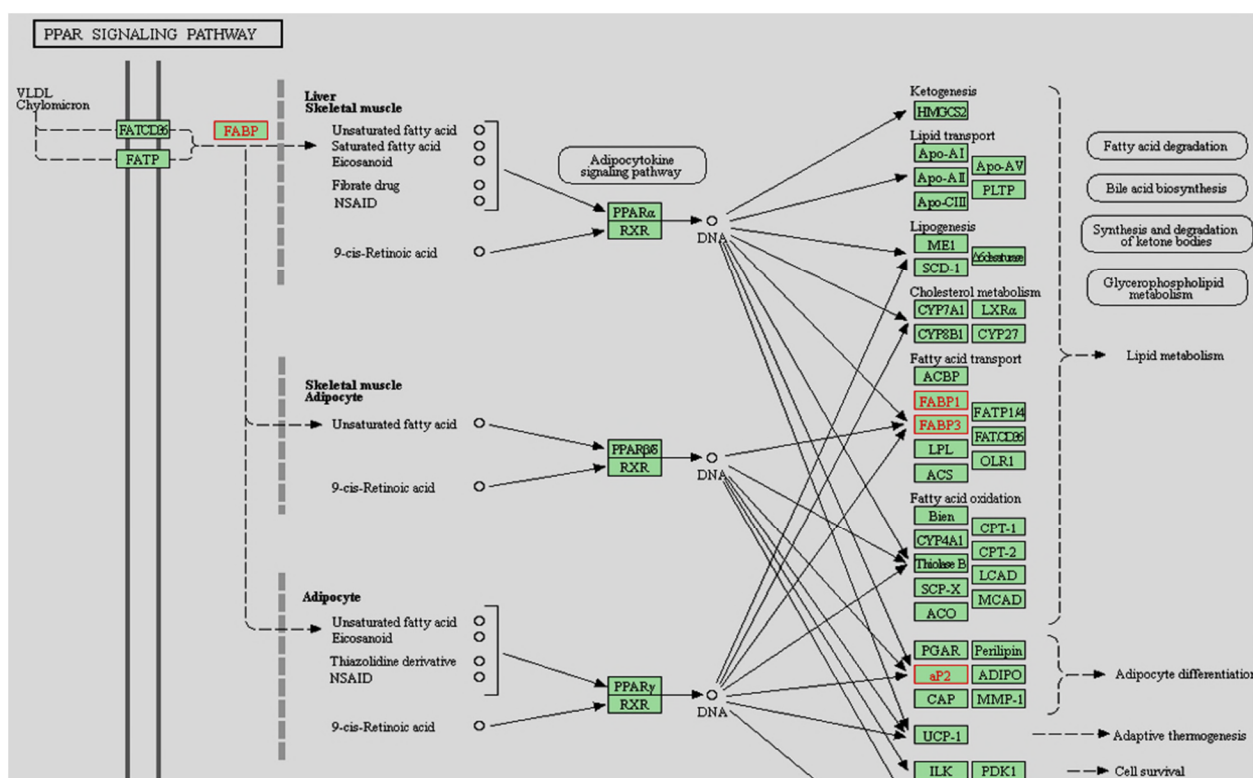 PPAR SIGNALING PATHWAY
VLDL
Chylomicron
FATCD36
FATP
FABP
Liver
Skeletal muscle
Unsaturated fatty acid
Saturated fatty acid
Eicosanoid
Fibrate drug
NSAID
9-cis-Retinoic acid
Adipocytokine
signaling pathway
PPARα
RXR
DNA
Skeletal muscle
Adipocyte
Unsaturated fatty acid
9-cis-Retinoic acid
PPARβ/δ
RXR
DNA
Adipocyte
Unsaturated fatty acid
Eicosanoid
Thiazolidine derivative
NSAID
9-cis-Retinoic acid
PPARγ
RXR
DNA
Ketogenesis
HMGCS2
Lipid transport
Apo-AI
Apo-AV
Apo-AII
PLTP
Apo-CIII
Lipogenesis
ME1
Δ6desaturase
SCD-1
Cholesterol metabolism
CYP7A1
LXRα
CYP8B1
CYP27
Fatty acid transport
ACBP
FABP1
FATP1/4
FABP3
FATCD36
LPL
OLR1
ACS
Fatty acid oxidation
Bien
CPT-1
CYP4A1
CPT-2
Thiolase B
LCAD
SCP-X
MCAD
ACO
PGAR
Perilipin
aP2
ADIPO
CAP
MMP-1
UCP-1
ILK
PDK1
Fatty acid degradation
Bile acid biosynthesis
Synthesis and degradation
of ketone bodies
Glycerophospholipid
metabolism
Lipid metabolism
Adipocyte differentiation
Adaptive thermogenesis
Cell survival